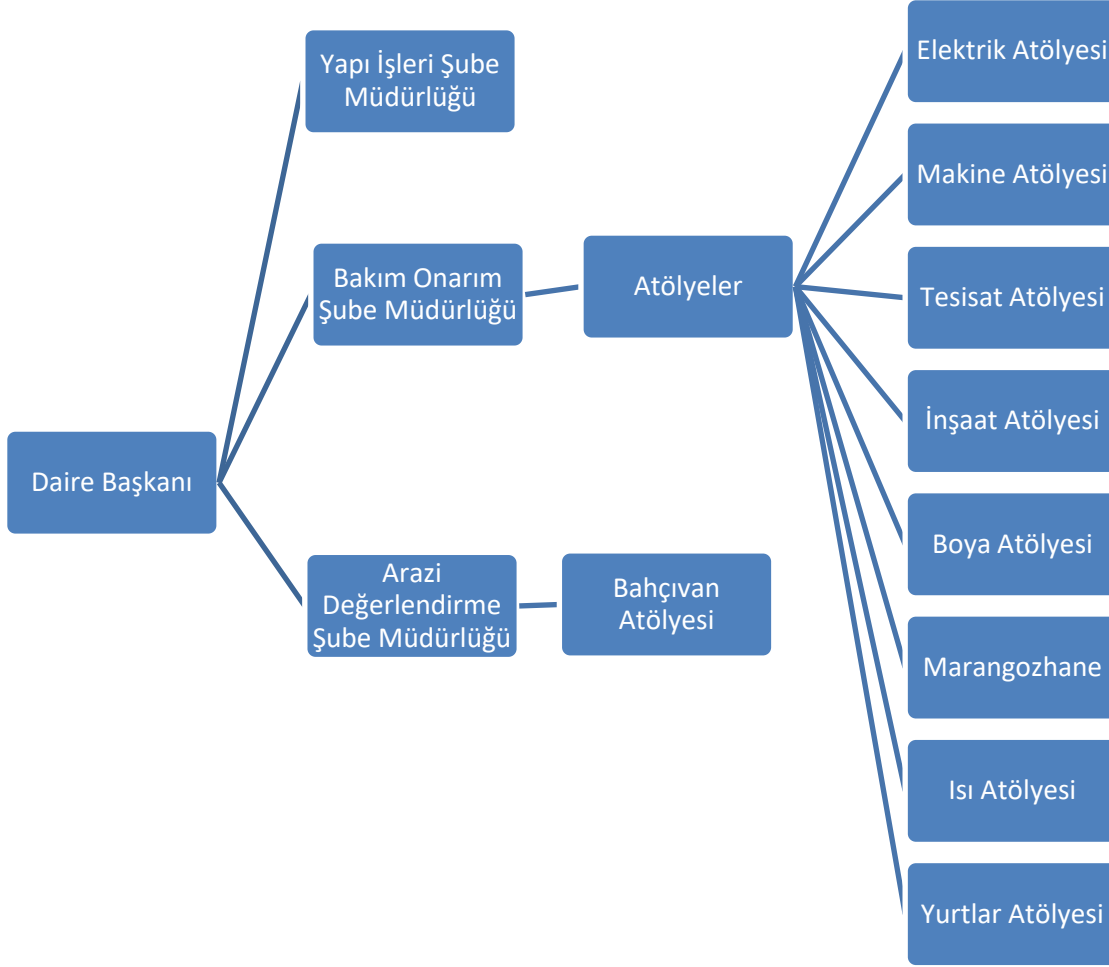 Daire Başkanı
Yapı İşleri Şube
Müdürlüğü
Bakım Onarım
Şube Müdürlüğü
Atölyeler
Elektrik Atölyesi
Makine Atölyesi
Tesisat Atölyesi
İnşaat Atölyesi
Boya Atölyesi
Marangozhane
Isı Atölyesi
Yurtlar Atölyesi
Arazi
Değerlendirme
Şube Müdürlüğü
Bahçıvan
Atölyesi